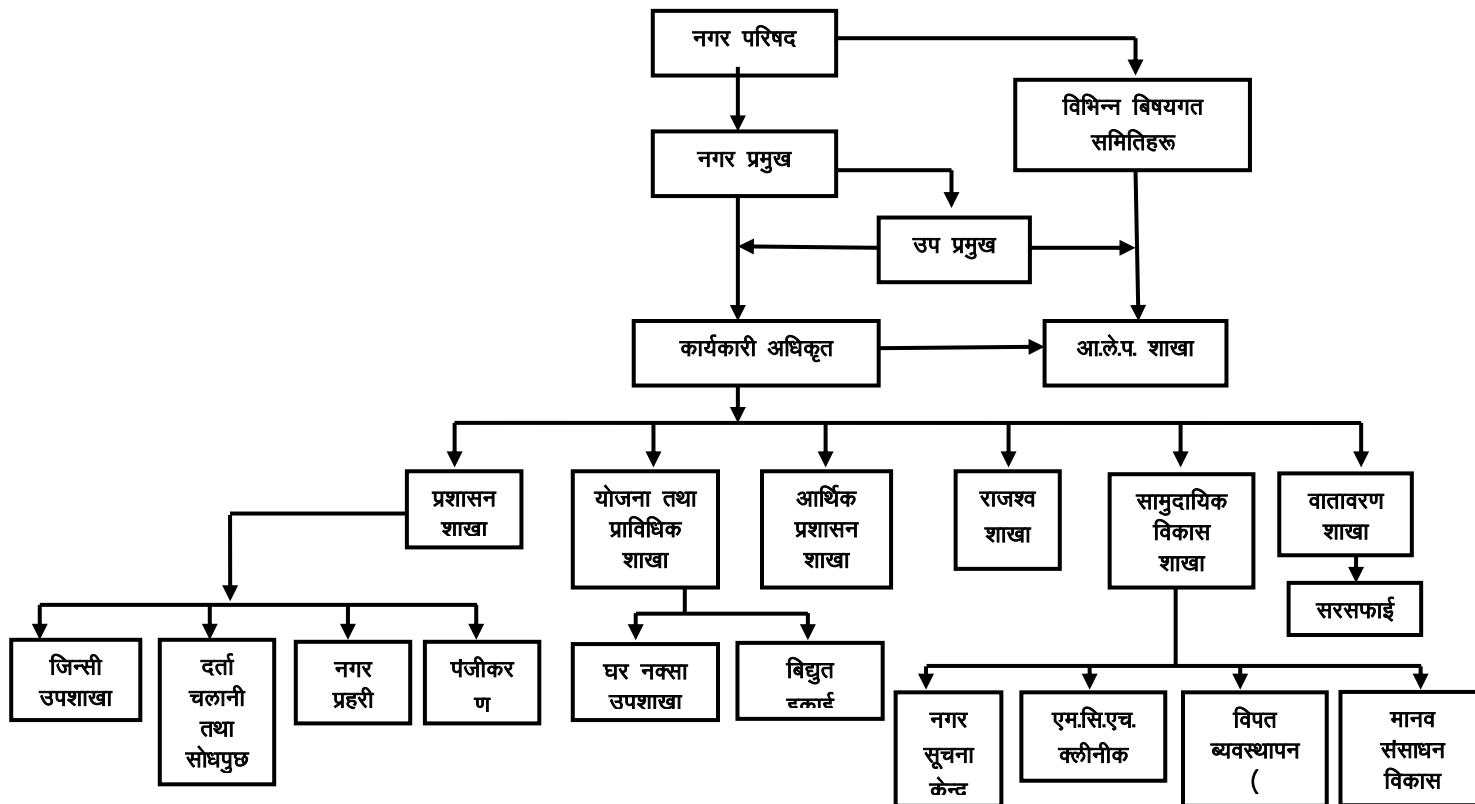 नगर परिषद
विभिन्न बिषयगत
समितिहरू
नगर प्रमुख
उप प्रमुख
कार्यकारी अधिकृत
आ.ले.प. शाखा
प्रशासन
शाखा
योजना तथा
प्राविधिक
शाखा
आर्थिक
प्रशासन
शाखा
राजश्व
शाखा
सामुदायिक
विकास
शाखा
वातावरण
शाखा
सरसफाई
जिन्सी
उपशाखा
दर्ता
चलानी
तथा
सोधपुछ
नगर
प्रहरी
पंजीकर
ण
घर नक्सा
उपशाखा
बिद्युत
इकाई
नगर
सूचना
केन्द्र
एम.सि.एच.
क्लीनीक
विपत
ब्यवस्थापन
(
मानव
संसाधन
विकास